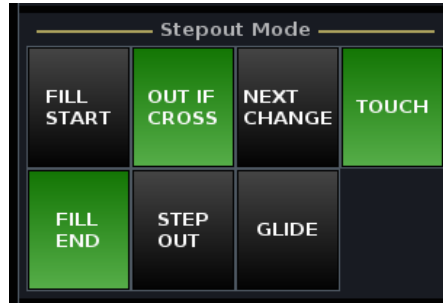 Stepout Mode
FILL
START
OUT IF
CROSS
NEXT
CHANGE
TOUCH
FILL
END
STEP
OUT
GLIDE